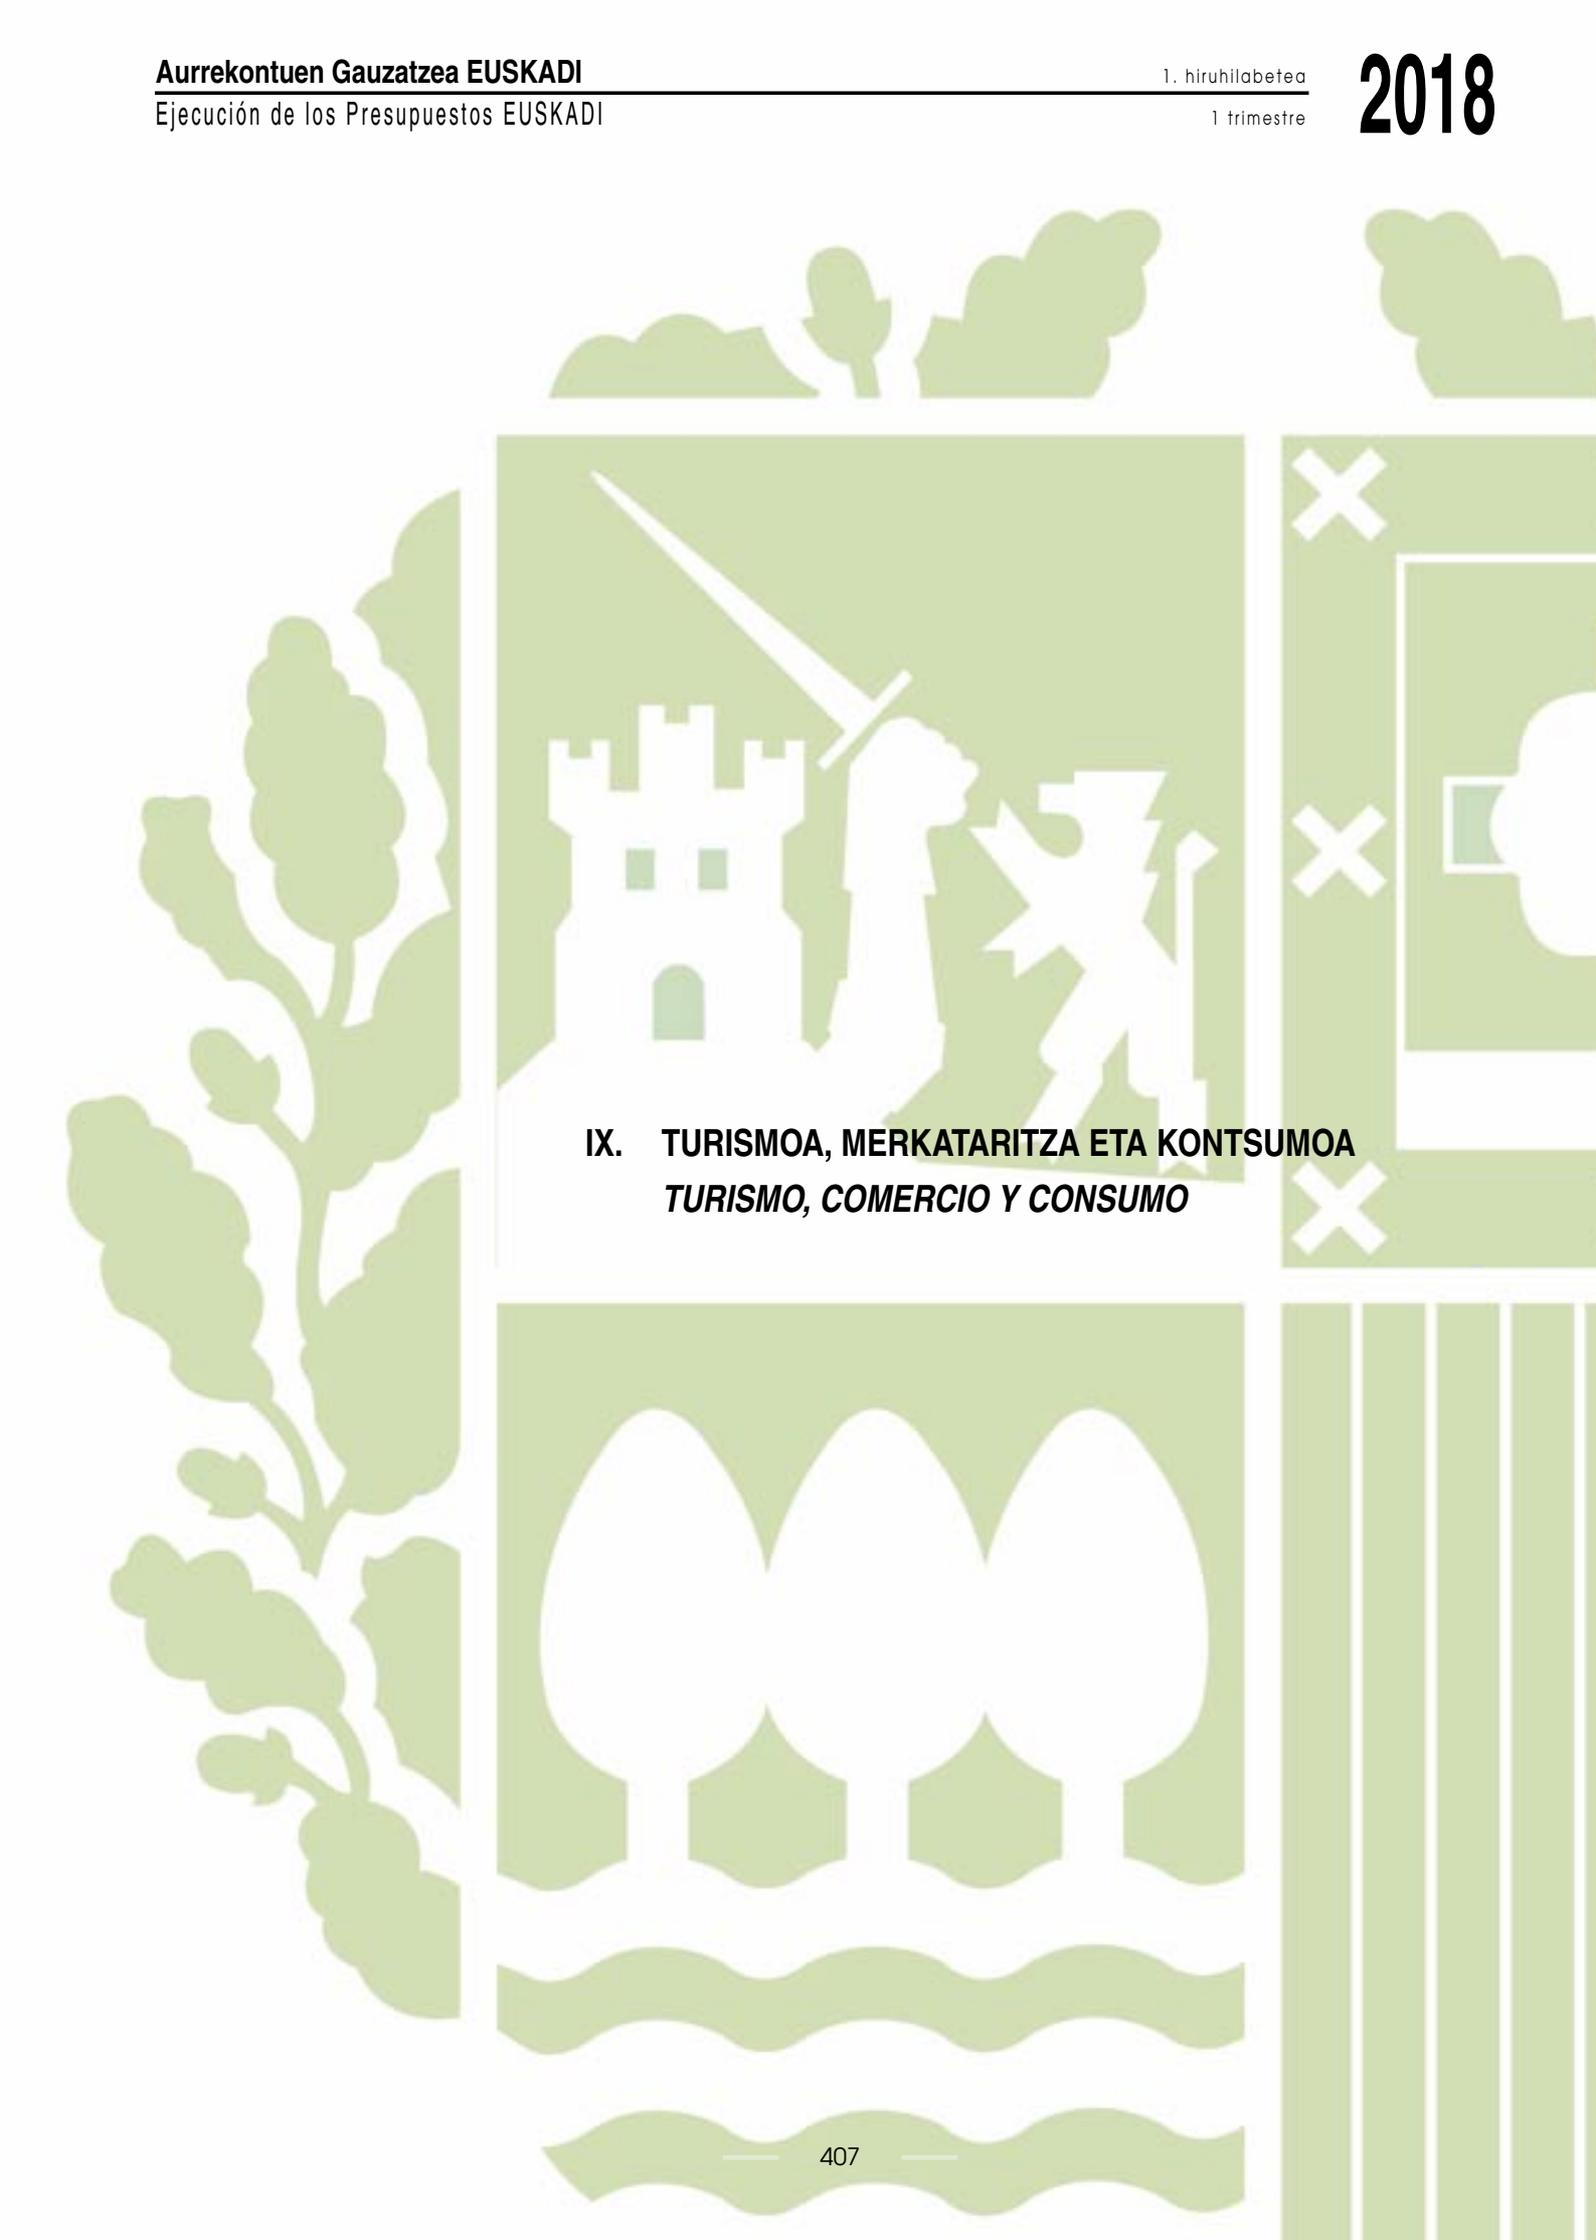 Aurrekontuen Gauzatzea EUSKADI
1. hiruhilabetea
2018
Ejecución de los Presupuestos EUSKADI
1 trimestre
IX. TURISMOA, MERKATARITZA ETA KONTSUMOA
TURISMO, COMERCIO Y CONSUMO
407